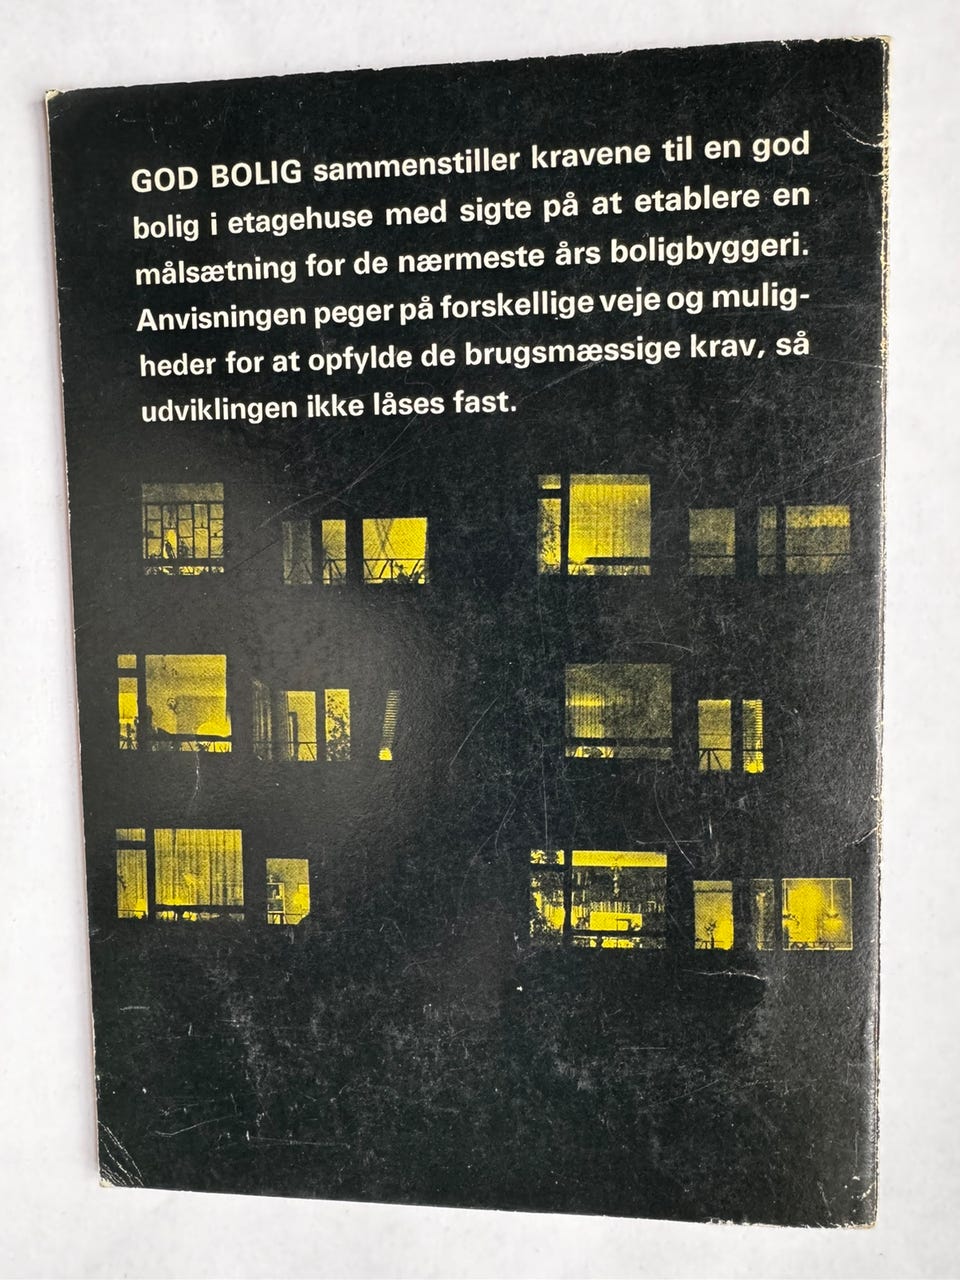 GOD BOLIG sammenstiller kravene til en god
bolig i etagehuse med sigte på at etablere en
målsætning for de nærmeste års boligbyggeri.
Anvisningen peger på forskellige veje og mulig-
heder for at opfylde de brugsmæssige krav, så
udviklingen ikke låses fast.